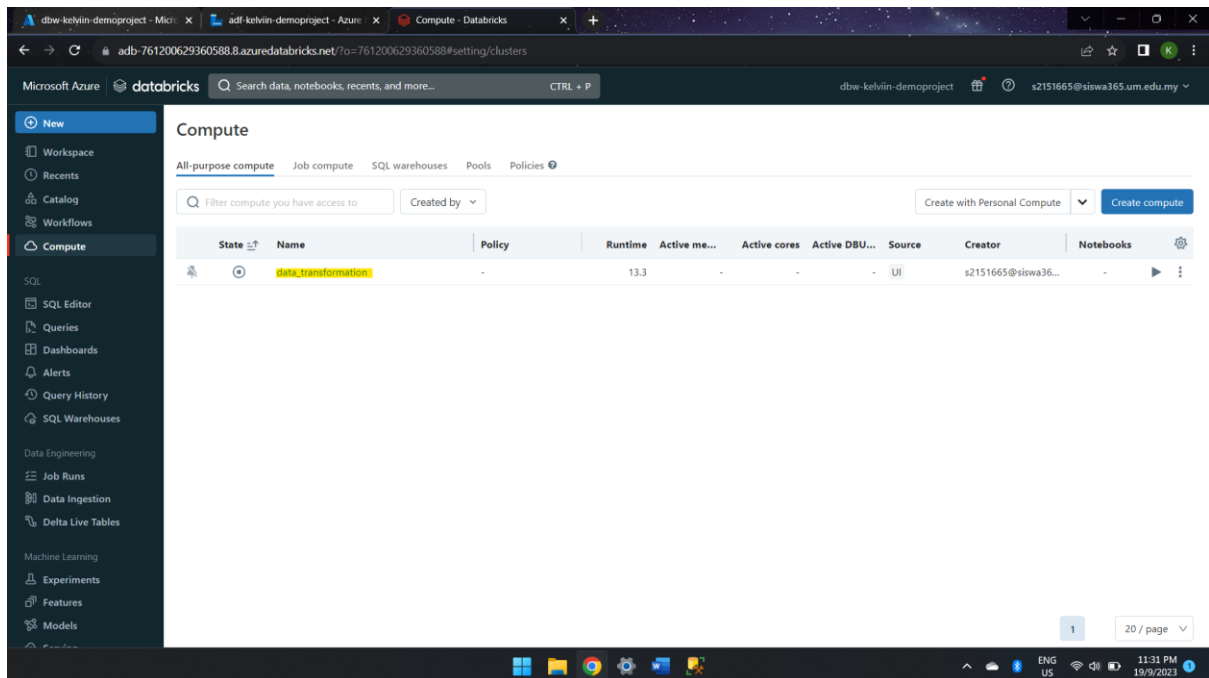 dbw-kelviin-demoproject - Micro
adf-kelviin-demoproject - Azure
Compute - Databricks
adb-761200629360588.8.azuredatabricks.net/?o=761200629360588#setting/clusters
K
Microsoft Azure
databricks
Search data, notebooks, recents, and more...
CTRL + P
dbw-kelviin-demoproject
s2151665@siswa365.um.edu.my
New
Workspace
Recents
Catalog
Workflows
Compute
SQL
SQL Editor
Queries
Dashboards
Alerts
Query History
SQL Warehouses
Data Engineering
Job Runs
Data Ingestion
Delta Live Tables
Machine Learning
Experiments
Features
Models
Compute
All-purpose compute Job compute SQL warehouses Pools Policies
Filter compute you have access to
Created by
Create with Personal Compute
Create compute
State Name Policy Runtime Active me... Active cores Active DBU... Source Creator Notebooks
data_transformation - 13.3 - - - UI s2151665@siswa36... -
1
20 / page
ENG
US
11:31 PM
19/9/2023
1